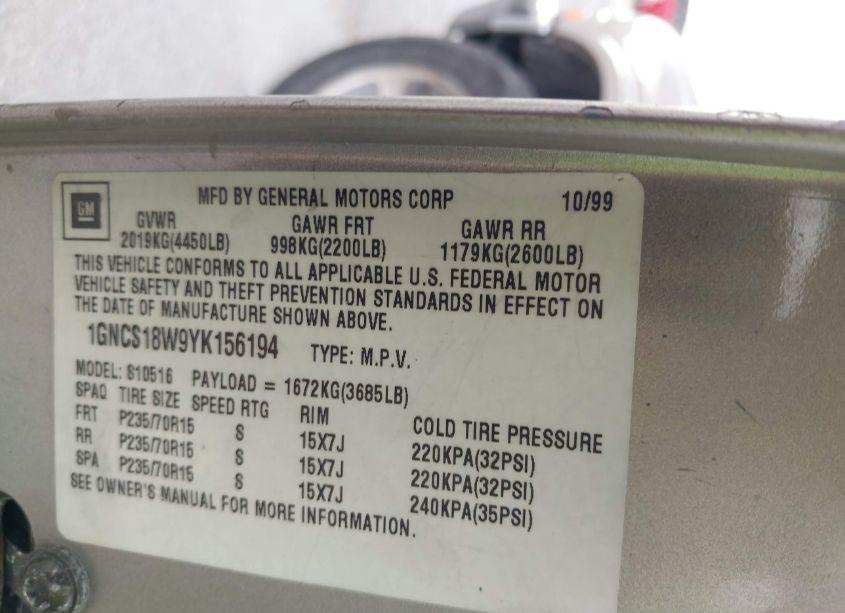 GM
MFD BY GENERAL MOTORS CORP 10/99
GVWR GAWR FRT GAWR RR
2019KG(4450LB) 998KG(2200LB) 1179KG(2600LB)
THIS VEHICLE CONFORMS TO ALL APPLICABLE U.S. FEDERAL MOTOR
VEHICLE SAFETY AND THEFT PREVENTION STANDARDS IN EFFECT ON
THE DATE OF MANUFACTURE SHOWN ABOVE.
1GNCS18W9YK156194 TYPE: M.P.V.
MODEL: S10516 PAYLOAD = 1672KG(3685LB)
SPAQ TIRE SIZE SPEED RTG RIM COLD TIRE PRESSURE
FRT P235/70R15 S 15X7J 220KPA(32PSI)
RR P235/70R15 S 15X7J 220KPA(32PSI)
SPA P235/70R15 S 15X7J 240KPA(35PSI)
SEE OWNER'S MANUAL FOR MORE INFORMATION.